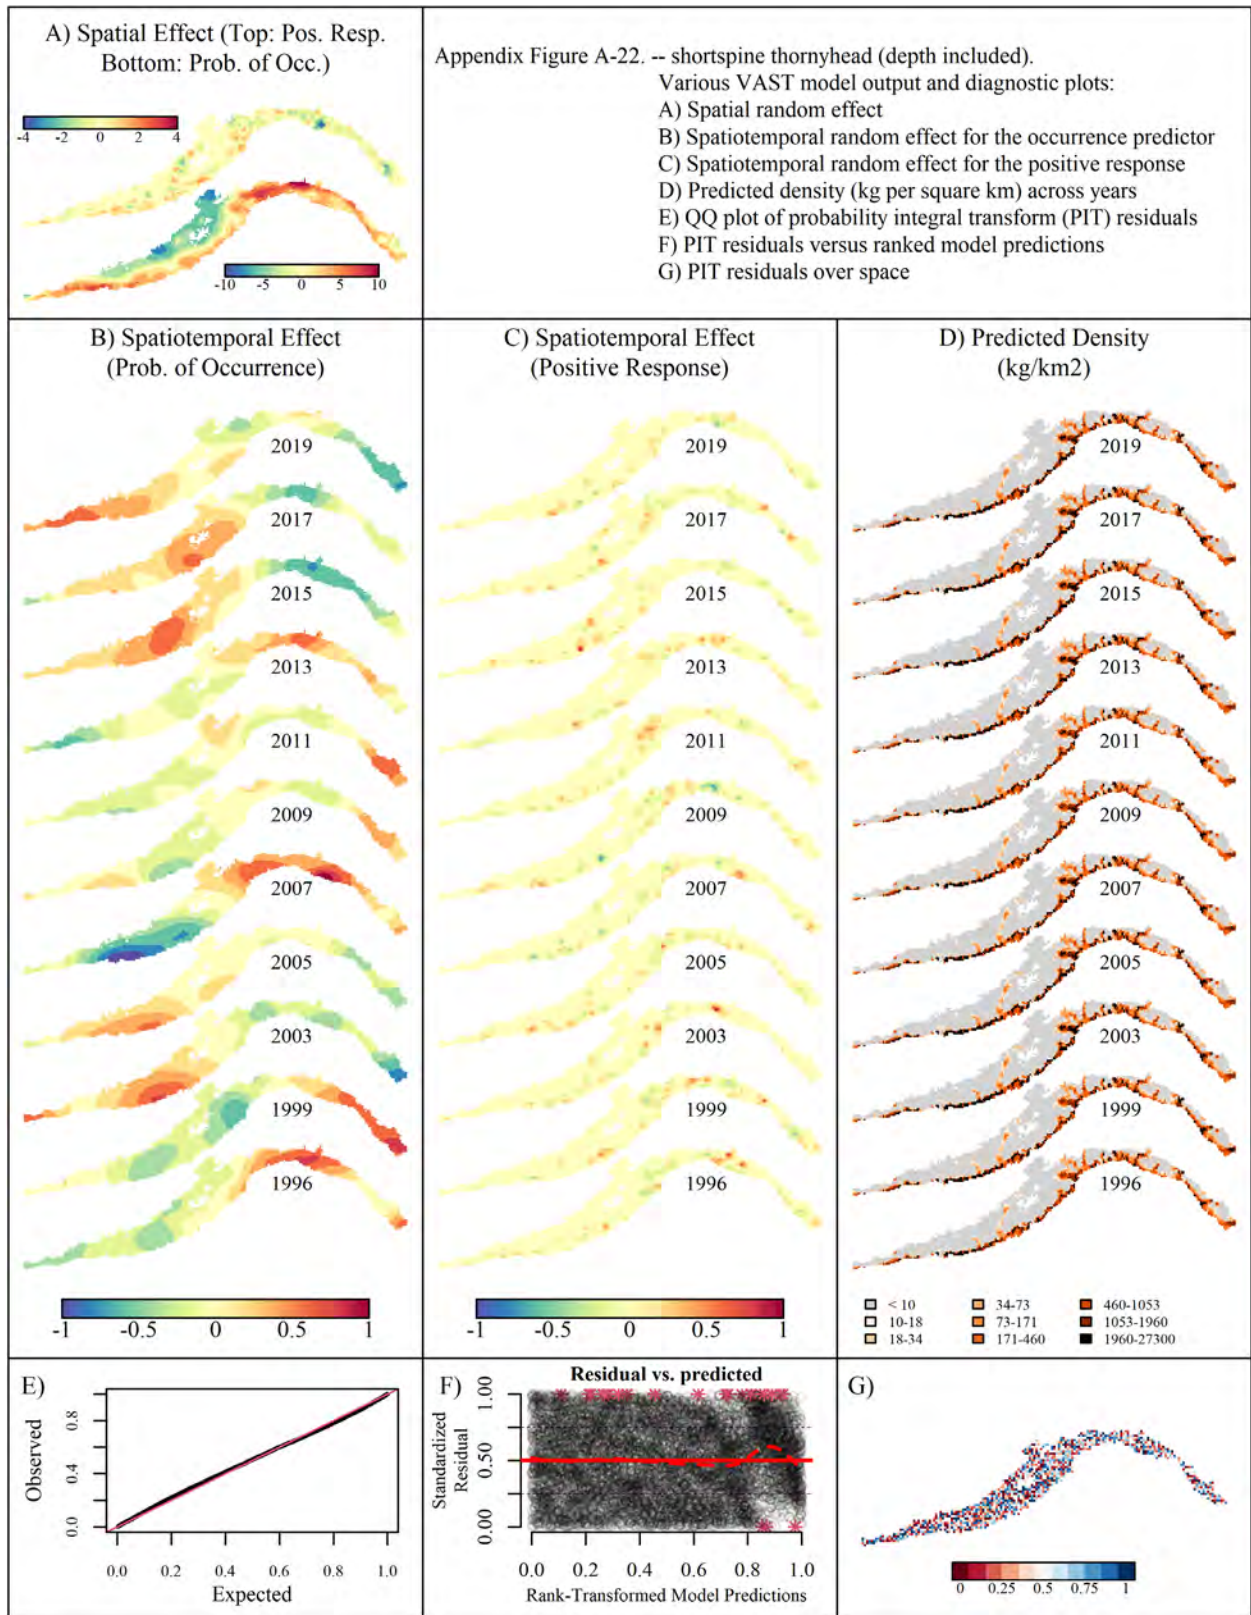 A) Spatial Effect (Top: Pos. Resp.
Bottom: Prob. of Occ.)
-4 -2 0 2 4
-10 -5 0 5 10
Appendix Figure A-22. -- shortspine thornyhead (depth included).
Various VAST model output and diagnostic plots:
A) Spatial random effect
B) Spatiotemporal random effect for the occurrence predictor
C) Spatiotemporal random effect for the positive response
D) Predicted density (kg per square km) across years
E) QQ plot of probability integral transform (PIT) residuals
F) PIT residuals versus ranked model predictions
G) PIT residuals over space
B) Spatiotemporal Effect
(Prob. of Occurrence)
2019
2017
2015
2013
2011
2009
2007
2005
2003
1999
1996
-1 -0.5 0 0.5 1
C) Spatiotemporal Effect
(Positive Response)
2019
2017
2015
2013
2011
2009
2007
2005
2003
1999
1996
-1 -0.5 0 0.5 1
D) Predicted Density
(kg/km2)
2019
2017
2015
2013
2011
2009
2007
2005
2003
1999
1996
< 10 34-73 460-1053
10-18 73-171 1053-1960
18-34 171-460 1960-27300
E)
Observed
0.8
0.4
0.0
0.0 0.2 0.4 0.6 0.8 1.0
Expected
F)
Residual vs. predicted
Standardized
Residual
1.00
0.50
0.00
0.0 0.2 0.4 0.6 0.8 1.0
Rank-Transformed Model Predictions
G)
0 0.25 0.5 0.75 1